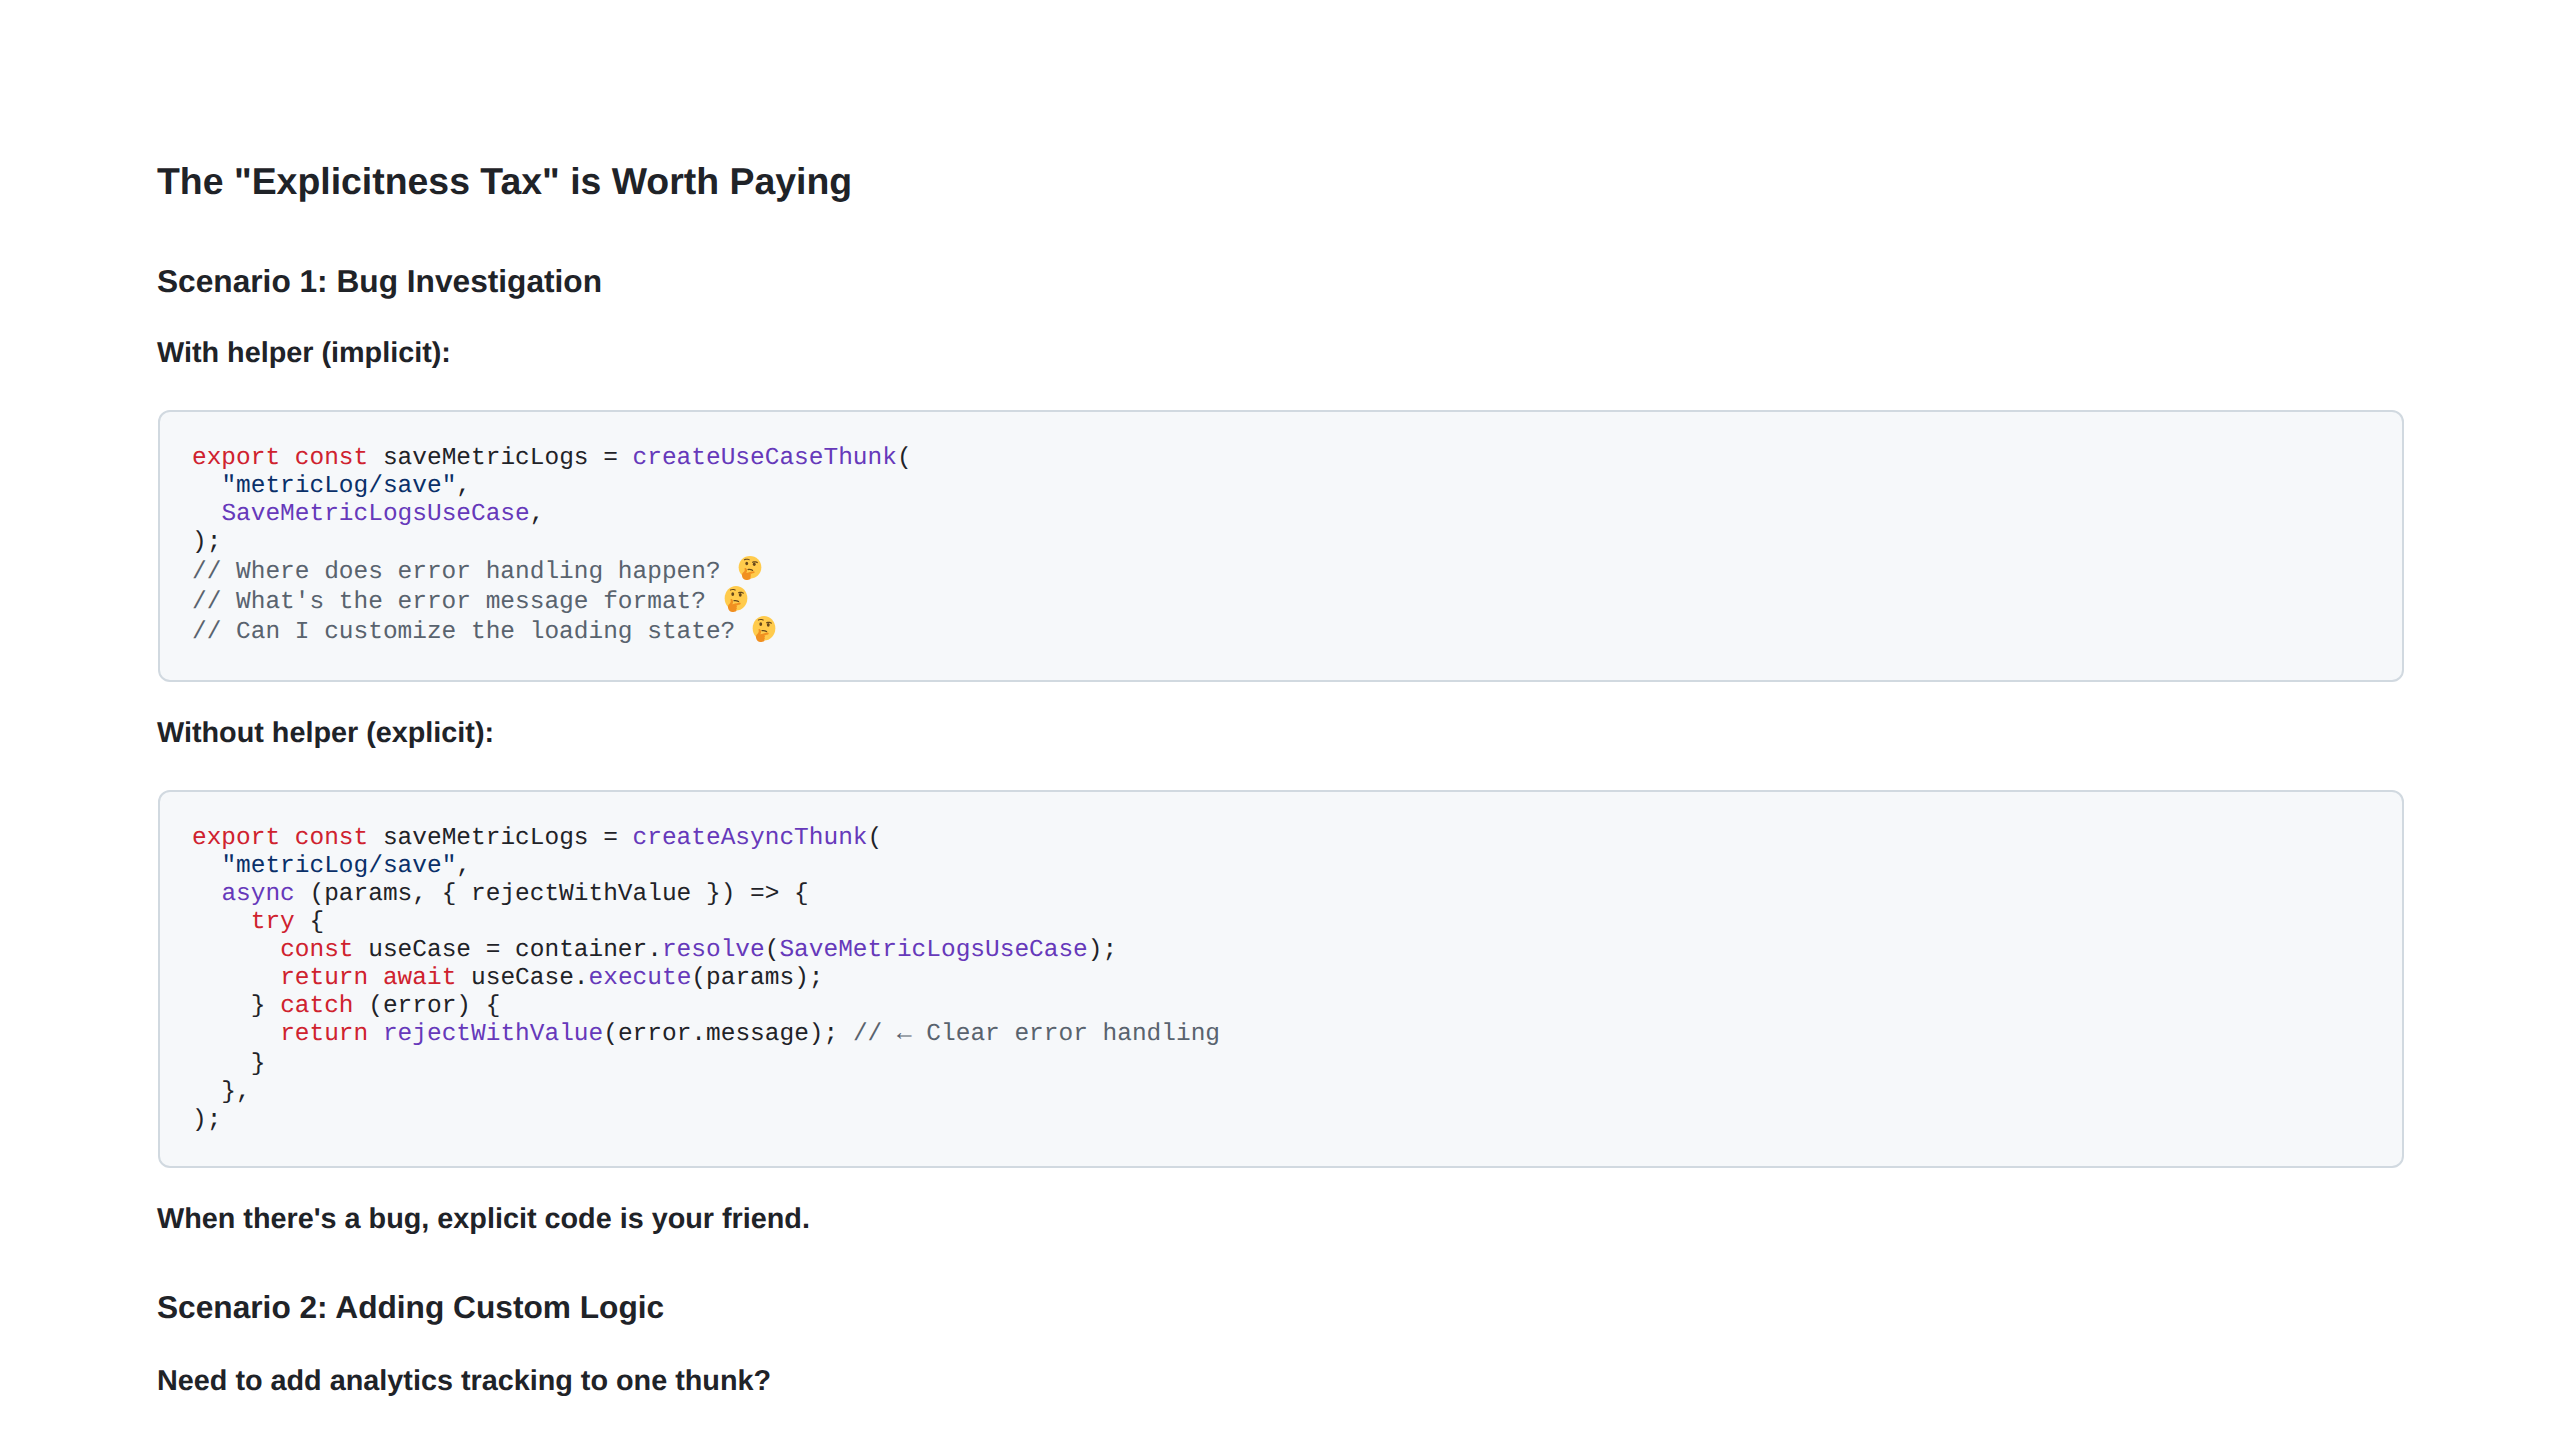 The "Explicitness Tax" is Worth Paying
Scenario 1: Bug Investigation
With helper (implicit):
export const saveMetricLogs = createUseCaseThunk(
  "metricLog/save",
  SaveMetricLogsUseCase,
);
// Where does error handling happen? 🤔
// What's the error message format? 🤔
// Can I customize the loading state? 🤔
Without helper (explicit):
export const saveMetricLogs = createAsyncThunk(
  "metricLog/save",
  async (params, { rejectWithValue }) => {
    try {
      const useCase = container.resolve(SaveMetricLogsUseCase);
      return await useCase.execute(params);
    } catch (error) {
      return rejectWithValue(error.message); // ← Clear error handling
    }
  },
);
When there's a bug, explicit code is your friend.
Scenario 2: Adding Custom Logic
Need to add analytics tracking to one thunk?